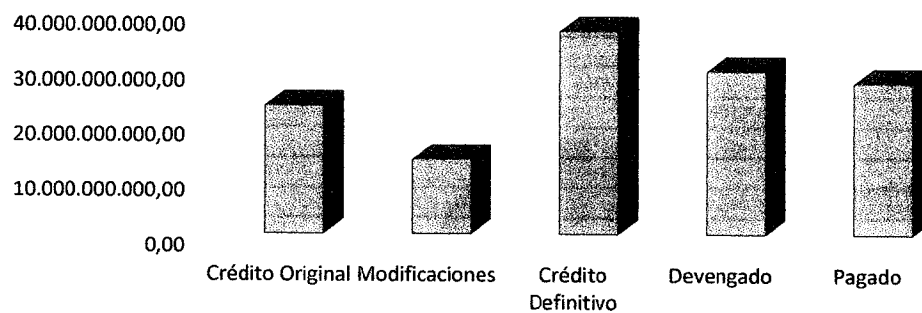 40.000.000.000,00
30.000.000.000,00
20.000.000.000,00
10.000.000.000,00
0,00
Crédito Original Modificaciones Crédito Devengado Pagado
Definitivo